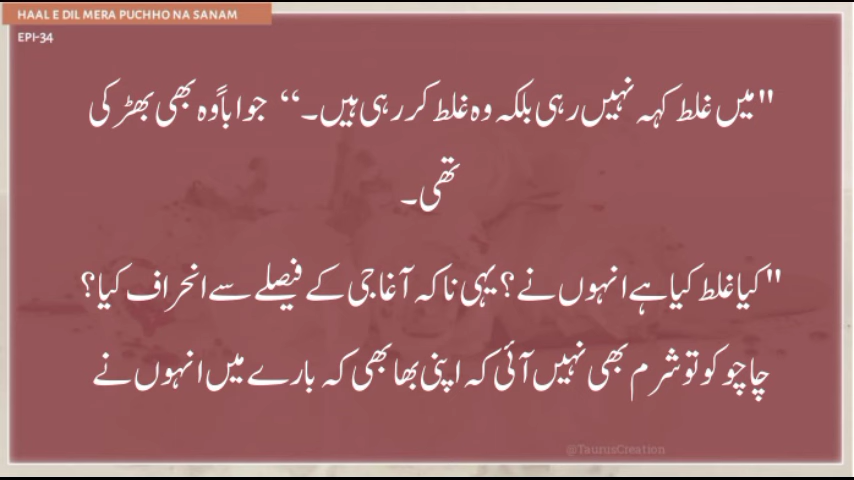 HAAL E DIL MERA PUCHHO NA SANAM
EPI-34
"میں غلط کہہ نہیں رہی بلکہ وہ غلط کر رہی ہیں۔“ جواباً وہ بھی بھڑکی
تھی۔
"کیا غلط کیا ہے انہوں نے؟ یہی نا کہ آغا جی کے فیصلے سے انحراف کیا؟
چاچو کو تو شرم بھی نہیں آئی کہ اپنی بھابھی کہ بارے میں انہوں نے
@TaurusCreation